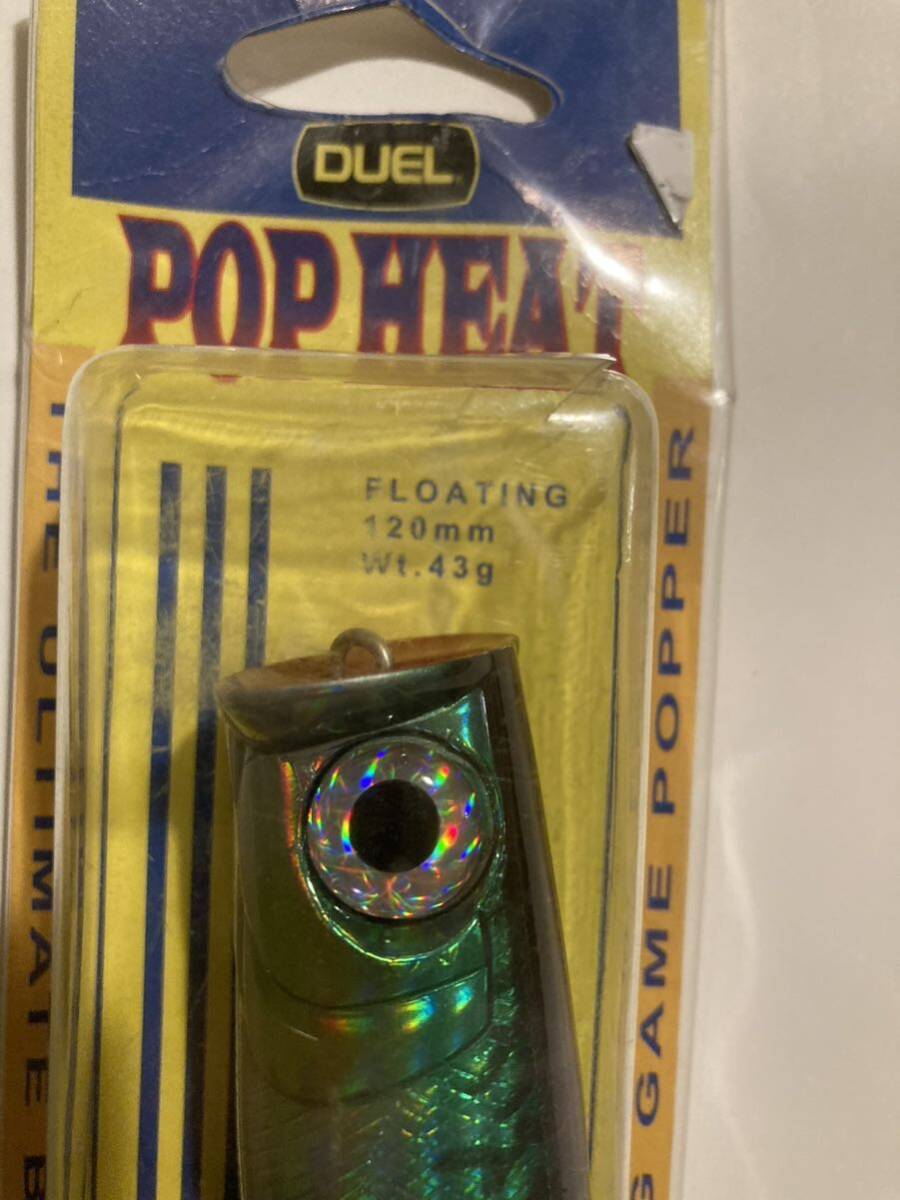 DUEL
POP HEAT
FLOATING
120mm
Wt.43g
THE ULTIMATE B
G GAME POPPER